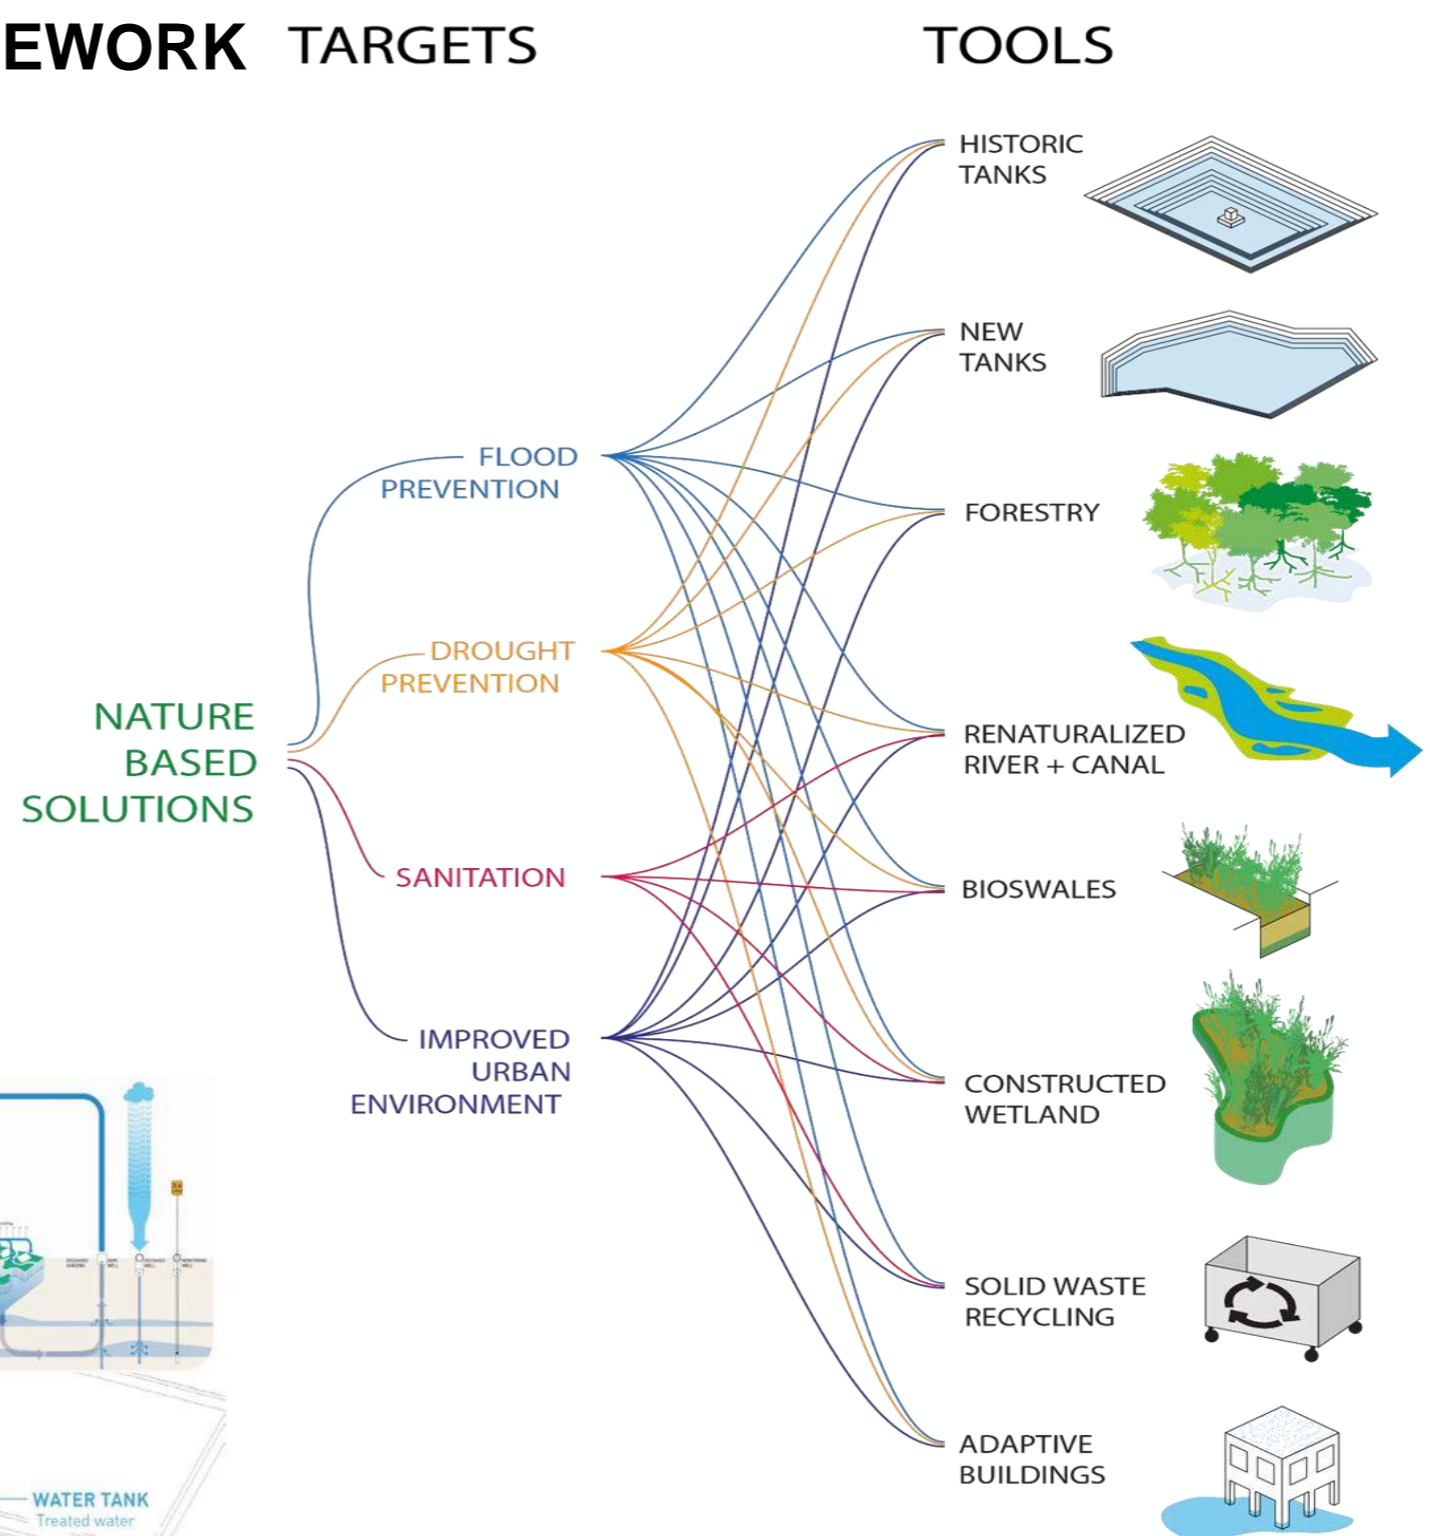 EWORK TARGETS TOOLS
HISTORIC
TANKS
NEW
TANKS
FLOOD
PREVENTION
FORESTRY
DROUGHT
PREVENTION
NATURE
BASED
SOLUTIONS
RENATURALIZED
RIVER + CANAL
SANITATION
BIOSWALES
IMPROVED
URBAN
ENVIRONMENT
CONSTRUCTED
WETLAND
SOLID WASTE
RECYCLING
ADAPTIVE
BUILDINGS
WATER TANK
Treated water